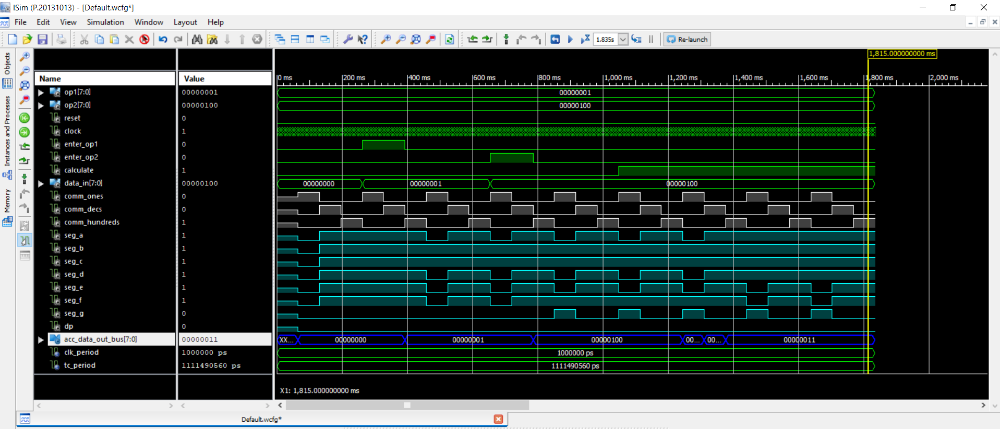 ISim (P.20131013) - [Default.wcfg*]
File Edit View Simulation Window Layout Help
1.835s Re-launch
Objects
Instances and Processes
Memory
1,815.000000000 ms
0 ms 200 ms 400 ms 600 ms 800 ms 1,000 ms 1,200 ms 1,400 ms 1,600 ms 1,800 ms 2,000 ms
Name Value
op1[7:0] 00000001 00000001
op2[7:0] 00000100 00000100
reset 0
clock 1
enter_op1 0
enter_op2 0
calculate 1
data_in[7:0] 00000100 00000000 00000001 00000100
comm_ones 0
comm_decs 0
comm_hundreds 1
seg_a 1
seg_b 1
seg_c 1
seg_d 1
seg_e 1
seg_f 1
seg_g 0
dp 0
acc_data_out_bus[7:0] 00000011 XX... 00000000 00000001 00000100 00... 00... 00000011
clk_period 1000000 ps 1000000 ps
tc_period 1111490560 ps 1111490560 ps
X1: 1,815.000000000 ms
Default.wcfg*